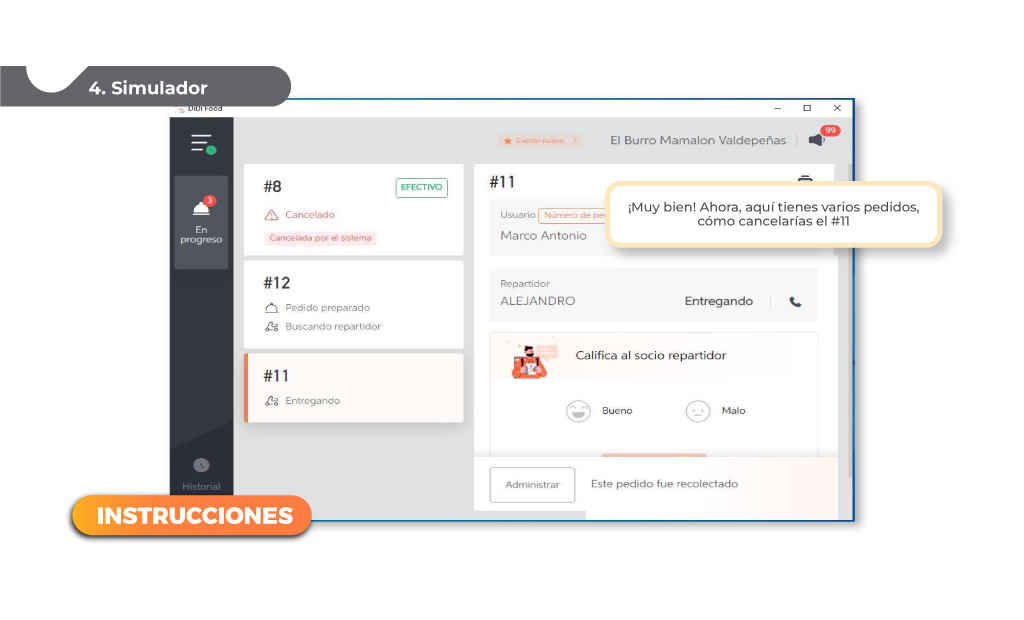 4. Simulador
DiDi Food
Evento nuevo
El Burro Mamalon Valdepeñas
99
3
En
progreso
Historial
#8
EFECTIVO
Cancelado
Cancelada por el sistema
#12
Pedido preparado
Buscando repartidor
#11
Entregando
#11
Usuario
Número de pe
Marco Antonio
¡Muy bien! Ahora, aquí tienes varios pedidos,
cómo cancelarías el #11
Repartidor
ALEJANDRO
Entregando
Califica al socio repartidor
Bueno
Malo
Administrar
Este pedido fue recolectado
INSTRUCCIONES